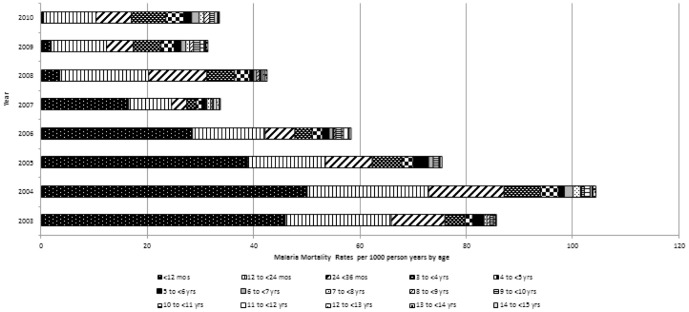 2010
2009
2008
2007
2006
2005
2004
2003
Year
0 20 40 60 80 100 120
Malaria Mortality Rates per 1000 person years by age
<12 mos 12 to <24 mos 24 <36 mos 3 to <4 yrs 4 to <5 yrs
5 to <6 yrs 6 to <7 yrs 7 to <8 yrs 8 to <9 yrs 9 to <10 yrs
10 to <11 yrs 11 to <12 yrs 12 to <13 yrs 13 to <14 yrs 14 to <15 yrs